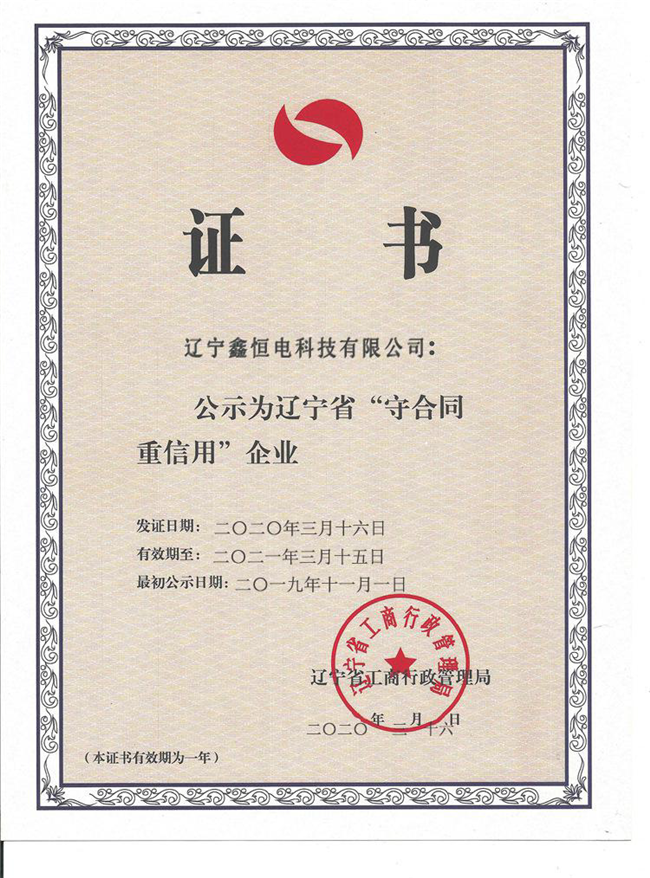 证书
辽宁鑫恒电科技有限公司：
公示为辽宁省“守合同
重信用”企业
发证日期：二〇二〇年三月十六日
有效期至：二〇二一年三月十五日
最初公示日期：二〇一九年十一月一日
辽宁省工商行政管理局
辽宁省工商行政管理局
二〇二〇年 月十六日
（本证书有效期为一年）